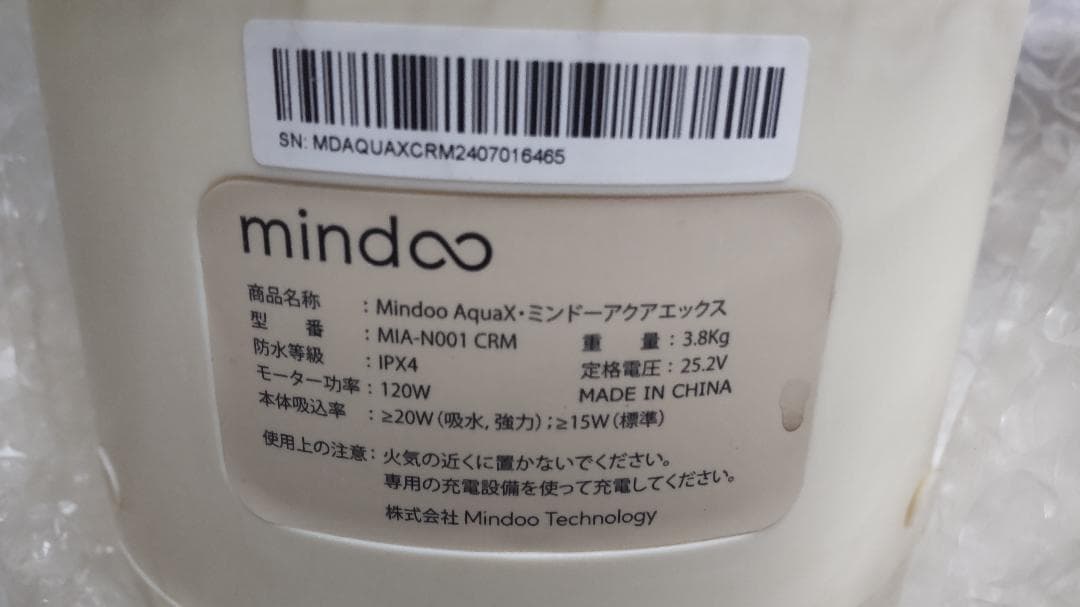 SN: MDAQUAXCRM2407016465
mindoo
商品名称 : Mindoo AquaX・ミンドーアクアエックス
型 番 : MIA-N001 CRM 重 量 : 3.8Kg
防水等級 : IPX4 定格電圧 : 25.2V
モーター功率 : 120W MADE IN CHINA
本体吸込率 : ≥20W (吸水, 強力) ; ≥15W (標準)
使用上の注意 : 火気の近くに置かないでください。
専用の充電設備を使って充電してください。
株式会社 Mindoo Technology